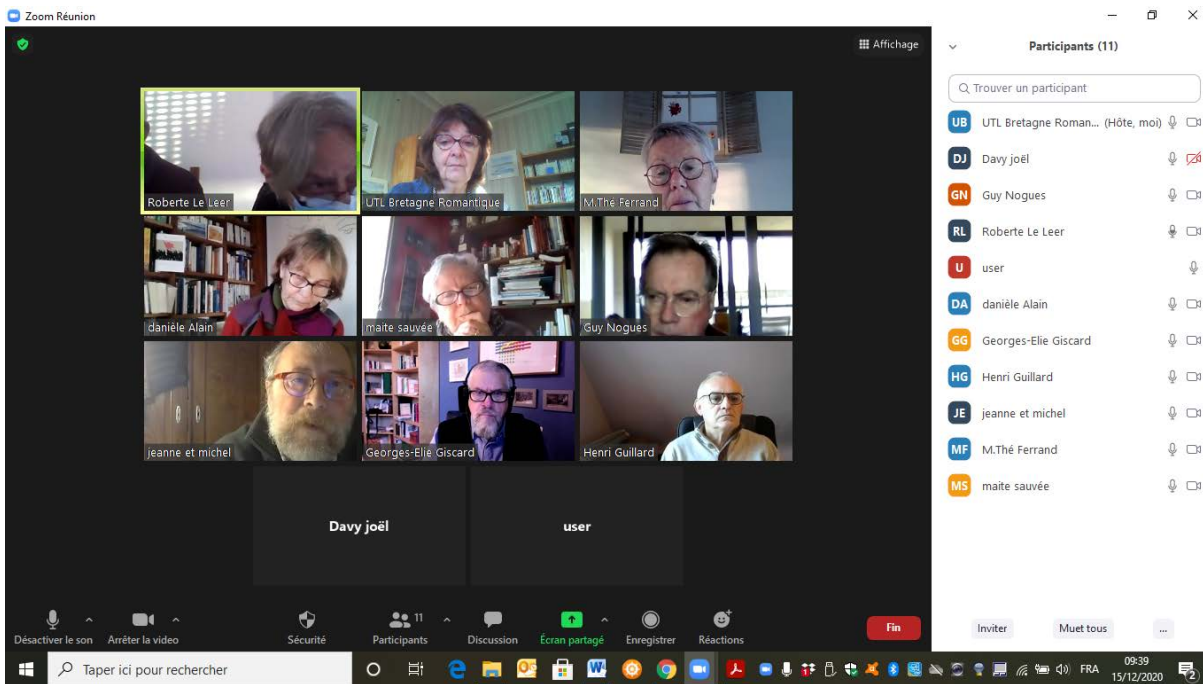 Zoom Réunion
Affichage
Roberte Le Leer
UTL Bretagne Romantique
M.Thé Ferrand
danièle Alain
maite sauvée
Guy Nogues
jeanne et michel
Georges-Elie Giscard
Henri Guillard
Davy joël
user
Participants (11)
Trouver un participant
UB UTL Bretagne Roman... (Hôte, moi)
DJ Davy joël
GN Guy Nogues
RL Roberte Le Leer
U user
DA danièle Alain
GG Georges-Elie Giscard
HG Henri Guillard
JE jeanne et michel
MF M.Thé Ferrand
MS maite sauvée
Désactiver le son
Arrêter la video
Sécurité
11
Participants
Discussion
Écran partagé
Enregistrer
Réactions
Fin
Inviter
Muet tous
...
Taper ici pour rechercher
FRA
09:39
15/12/2020
2